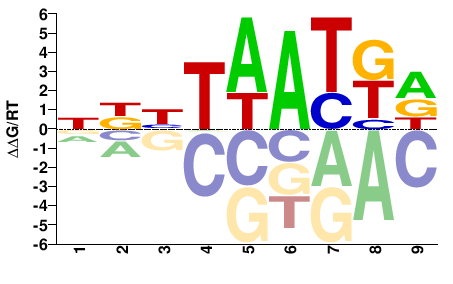 6
5
4
3
2
1
0
-1
-2
-3
-4
-5
-6
ΔΔG/RT
T A
T G C A
T C G
T C
A T C G
A C G T
T C A G
G T C A
A G T C
1 2 3 4 5 6 7 8 9